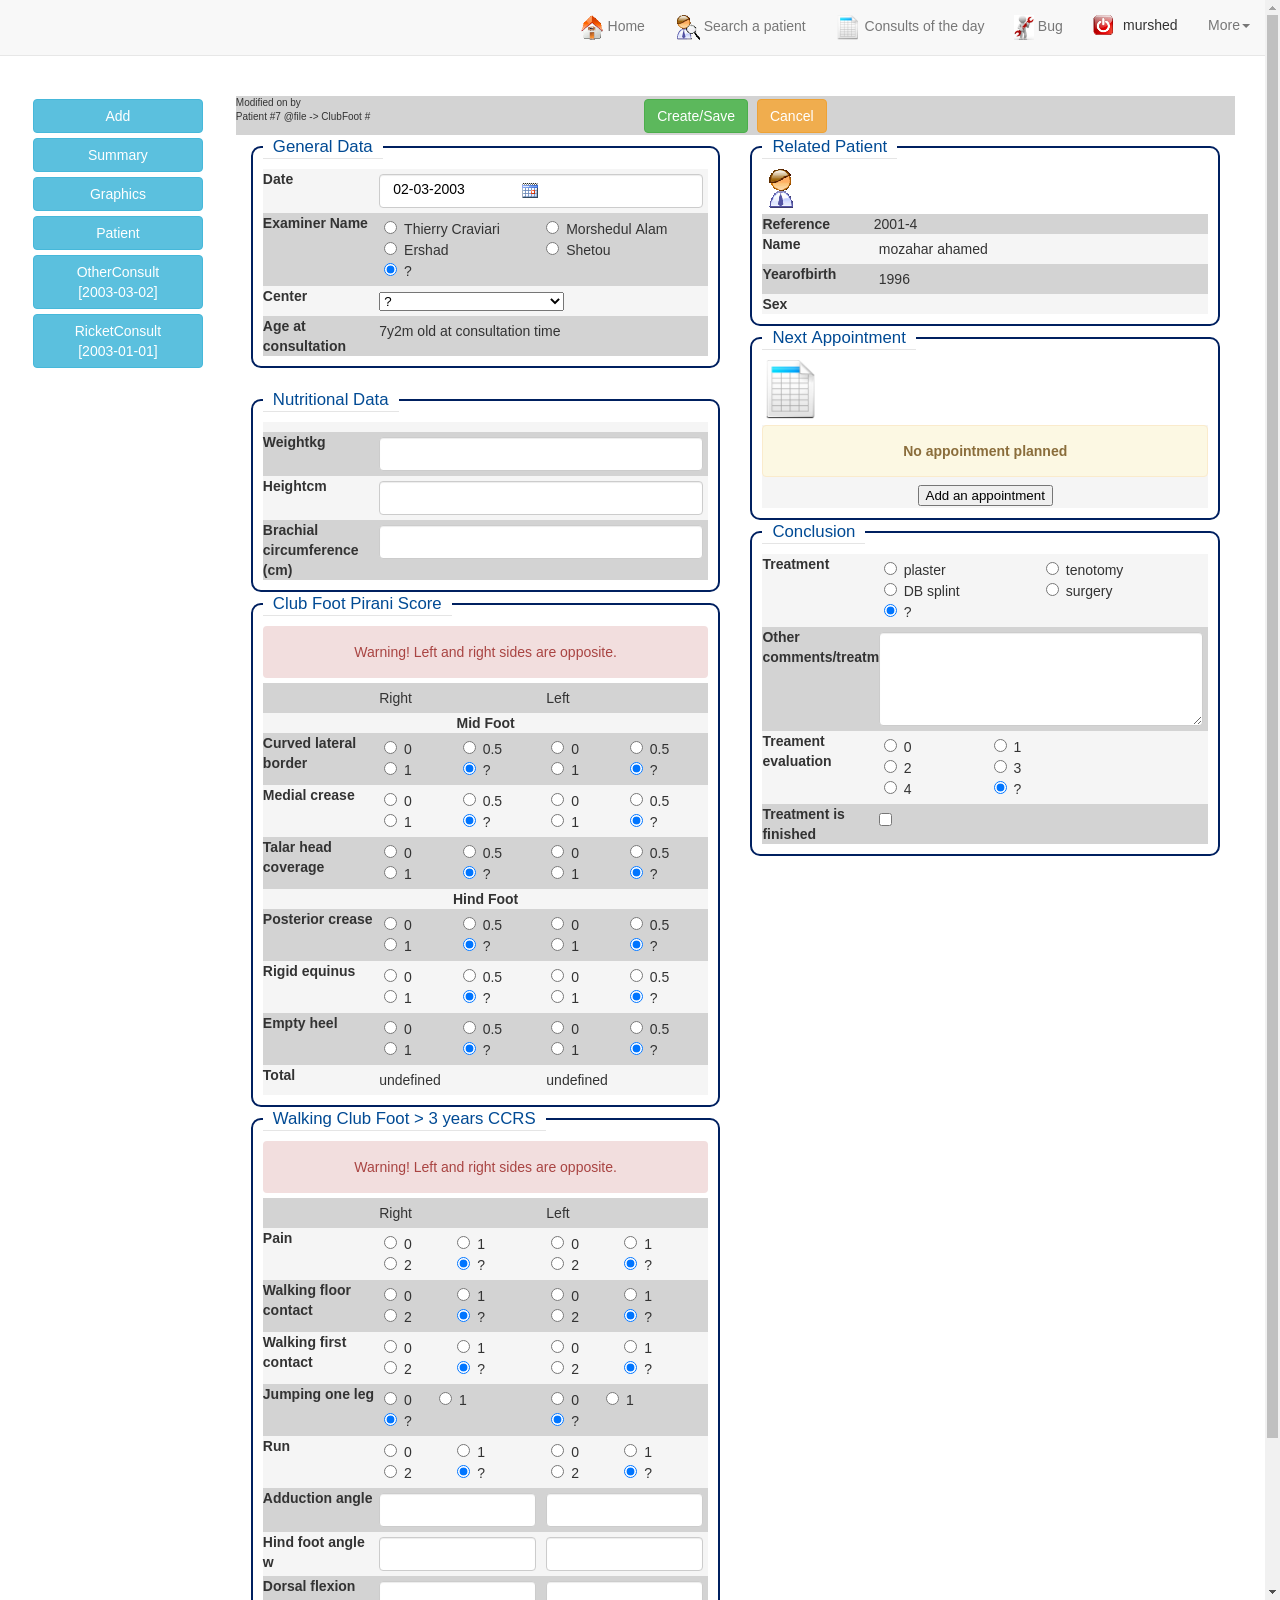 Home Search a patient Consults of the day Bug murshed More
Add
Summary
Graphics
Patient
OtherConsult
[2003-03-02]
RicketConsult
[2003-01-01]
Modified on by
Patient #7 @file -> ClubFoot #
Create/Save Cancel
General Data
Date 02-03-2003
Examiner Name Thierry Craviari Morshedul Alam
Ershad Shetou
?
Center ?
Age at
consultation
7y2m old at consultation time
Nutritional Data
Weightkg
Heightcm
Brachial
circumference
(cm)
Club Foot Pirani Score
Warning! Left and right sides are opposite.
Right Left
Mid Foot
Curved lateral
border
0 0.5 0 0.5
1 ? 1 ?
Medial crease 0 0.5 0 0.5
1 ? 1 ?
Talar head
coverage
0 0.5 0 0.5
1 ? 1 ?
Hind Foot
Posterior crease 0 0.5 0 0.5
1 ? 1 ?
Rigid equinus 0 0.5 0 0.5
1 ? 1 ?
Empty heel 0 0.5 0 0.5
1 ? 1 ?
Total undefined undefined
Walking Club Foot > 3 years CCRS
Warning! Left and right sides are opposite.
Right Left
Pain 0 1 0 1
2 ? 2 ?
Walking floor
contact
0 1 0 1
2 ? 2 ?
Walking first
contact
0 1 0 1
2 ? 2 ?
Jumping one leg 0 1 0 1
? ?
Run 0 1 0 1
2 ? 2 ?
Adduction angle
Hind foot angle
w
Dorsal flexion
Related Patient
Reference 2001-4
Name mozahar ahamed
Yearofbirth 1996
Sex
Next Appointment
No appointment planned
Add an appointment
Conclusion
Treatment plaster tenotomy
DB splint surgery
?
Other
comments/treatm
Treament
evaluation
0 1
2 3
4 ?
Treatment is
finished